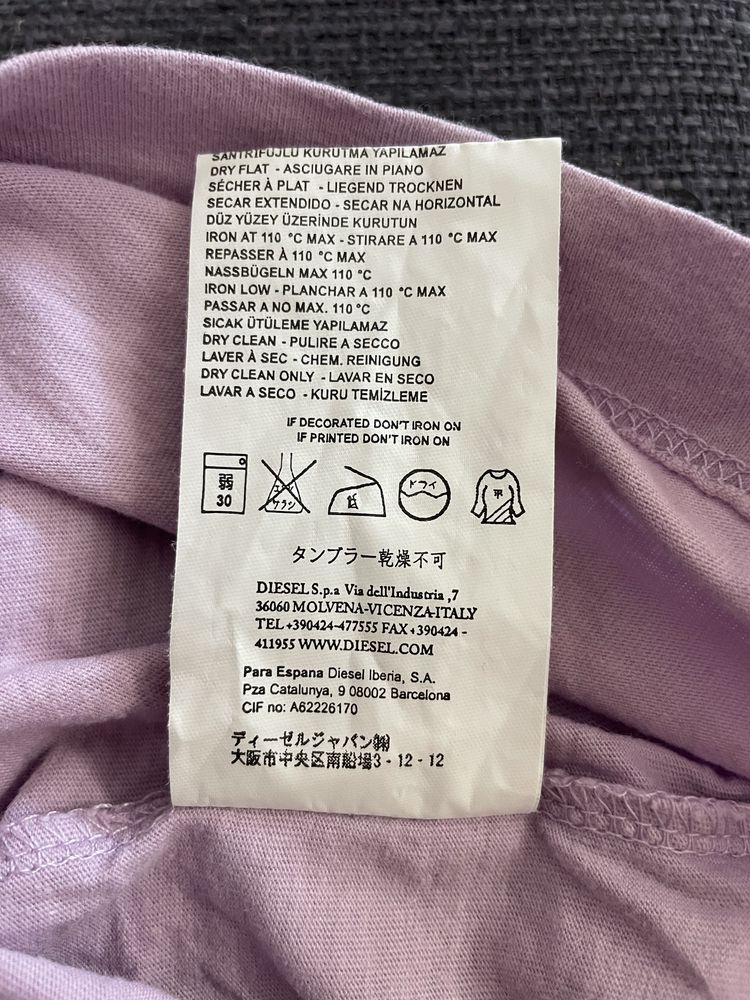 SANTRIFÜJLÜ KURUTMA YAPILAMAZ
DRY FLAT - ASCIUGARE IN PIANO
SÉCHER À PLAT - LIEGEND TROCKNEN
SECAR EXTENDIDO - SECAR NA HORIZONTAL
DÜZ YÜZEY ÜZERİNDE KURUTUN
IRON AT 110 °C MAX - STIRARE A 110 °C MAX
REPASSER À 110 °C MAX
NASSBÜGELN MAX 110 °C
IRON LOW - PLANCHAR A 110 °C MAX
PASSAR A NO MAX. 110 °C
SICAK ÜTÜLEME YAPILAMAZ
DRY CLEAN - PULIRE A SECCO
LAVER À SEC - CHEM. REINIGUNG
DRY CLEAN ONLY - LAVAR EN SECO
LAVAR A SECO - KURU TEMİZLEME
IF DECORATED DON'T IRON ON
IF PRINTED DON'T IRON ON
弱 エンソ 低 ドライ 平
30 サラシ
タンブラー乾燥不可
DIESEL S.p.a Via dell'Industria ,7
36060 MOLVENA-VICENZA-ITALY
TEL +390424-477555 FAX +390424-
411955 WWW.DIESEL.COM
Para Espana Diesel Iberia, S.A.
Pza Catalunya, 9 08002 Barcelona
CIF no: A62226170
ディーゼルジャパン㈱
大阪市中央区南船場3-12-12